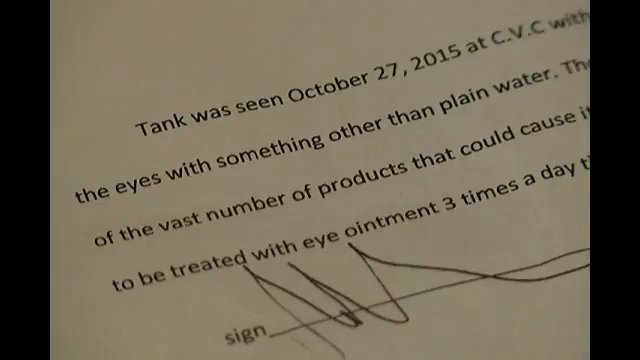 Tank was seen October 27, 2015 at C.V.C with
the eyes with something other than plain water.
of the vast number of products that could cause
to be treated with eye ointment 3 times a day
sign